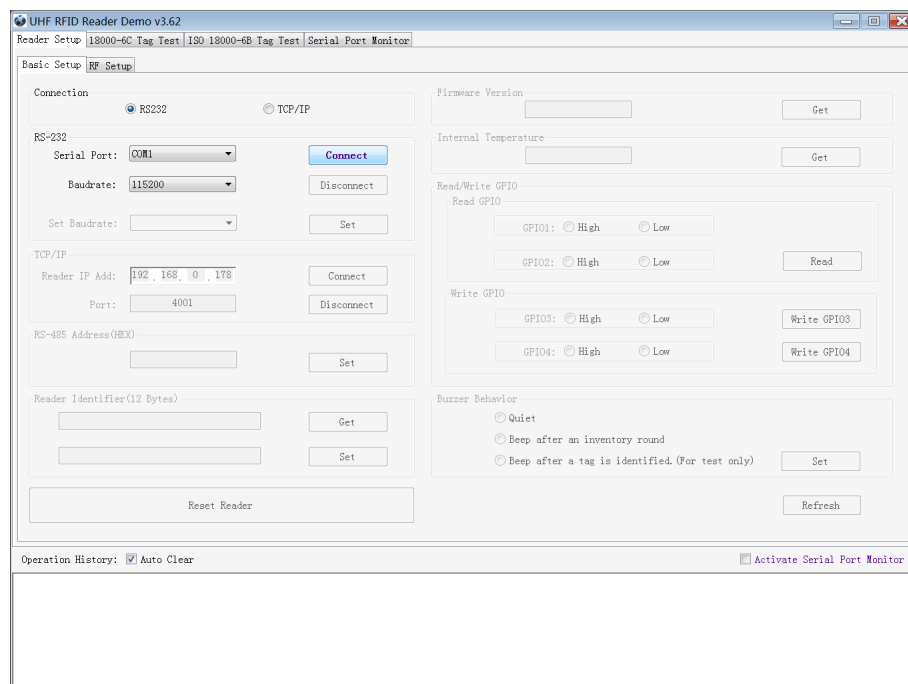 UHF RFID Reader Demo v3.62
Reader Setup 18000-6C Tag Test ISO 18000-6B Tag Test Serial Port Monitor
Basic Setup RF Setup
Connection
RS232 TCP/IP
RS-232
Serial Port: COM1 Connect
Baudrate: 115200 Disconnect
Set Baudrate: Set
TCP/IP
Reader IP Add: 192 . 168 . 0 . 178 Connect
Port: 4001 Disconnect
RS-485 Address(HEX)
Set
Reader Identifier(12 Bytes)
Get
Set
Reset Reader
Firmware Version
Get
Internal Temperature
Get
Read/Write GPIO
Read GPIO
GPIO1: High Low
GPIO2: High Low Read
Write GPIO
GPIO3: High Low Write GPIO3
GPIO4: High Low Write GPIO4
Buzzer Behavior
Quiet
Beep after an inventory round
Beep after a tag is identified.(For test only) Set
Refresh
Operation History: Auto Clear Activate Serial Port Monitor